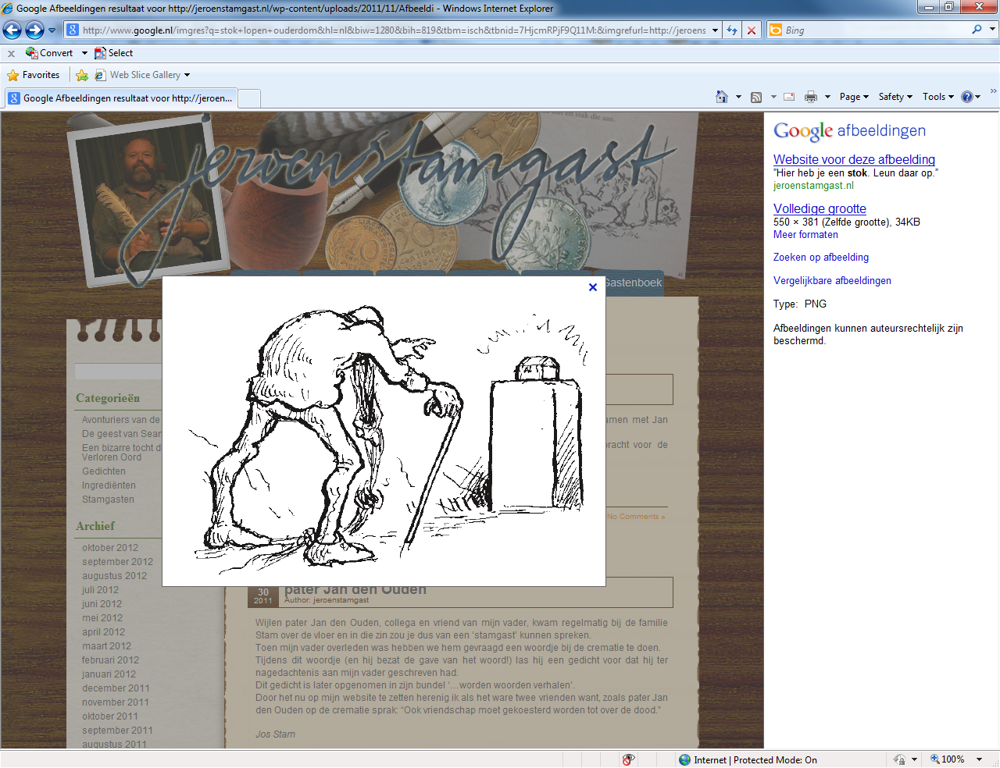 Google Afbeeldingen resultaat voor http://jeroenstamgast.nl/wp-content/uploads/2011/11/Afbeeldi - Windows Internet Explorer
http://www.google.nl/imgres?q=stok+lopen+ouderdom&hl=nl&biw=1280&bih=819&tbm=isch&tbnid=7HjcmRPjF9Q11M:&imgrefurl=http://jeroens
Bing
x Convert Select
Favorites Web Slice Gallery
Google Afbeeldingen resultaat voor http://jeroen...
Page Safety Tools
jeroen stamgast
Gastenboek
Categorieën
Avonturiers van de
De geest van Sean
Een bizarre tocht d
Verloren Oord
Gedichten
Ingrediënten
Stamgasten
Archief
oktober 2012
september 2012
augustus 2012
juli 2012
juni 2012
mei 2012
april 2012
maart 2012
februari 2012
januari 2012
december 2011
november 2011
oktober 2011
september 2011
augustus 2011
amen met Jan
bracht voor de
No Comments »
30
2011
pater Jan den Ouden
Author: jeroenstamgast
Wijlen pater Jan den Ouden, collega en vriend van mijn vader, kwam regelmatig bij de familie
Stam over de vloer en in die zin zou je dus van een ‘stamgast’ kunnen spreken.
Toen mijn vader overleden was hebben we hem gevraagd een woordje bij de crematie te doen.
Tijdens dit woordje (en hij bezat de gave van het woord!) las hij een gedicht voor dat hij ter
nagedachtenis aan mijn vader geschreven had.
Dit gedicht is later opgenomen in zijn bundel ‘…worden woorden verhalen’.
Door het nu op mijn website te zetten herenig ik als het ware twee vrienden want, zoals pater Jan
den Ouden op de crematie sprak: “Ook vriendschap moet gekoesterd worden tot over de dood.”
Jos Stam
Google afbeeldingen
Website voor deze afbeelding
"Hier heb je een stok. Leun daar op."
jeroenstamgast.nl
Volledige grootte
550 × 381 (Zelfde grootte), 34KB
Meer formaten
Zoeken op afbeelding
Vergelijkbare afbeeldingen
Type: PNG
Afbeeldingen kunnen auteursrechtelijk zijn
beschermd.
Internet | Protected Mode: On
100%